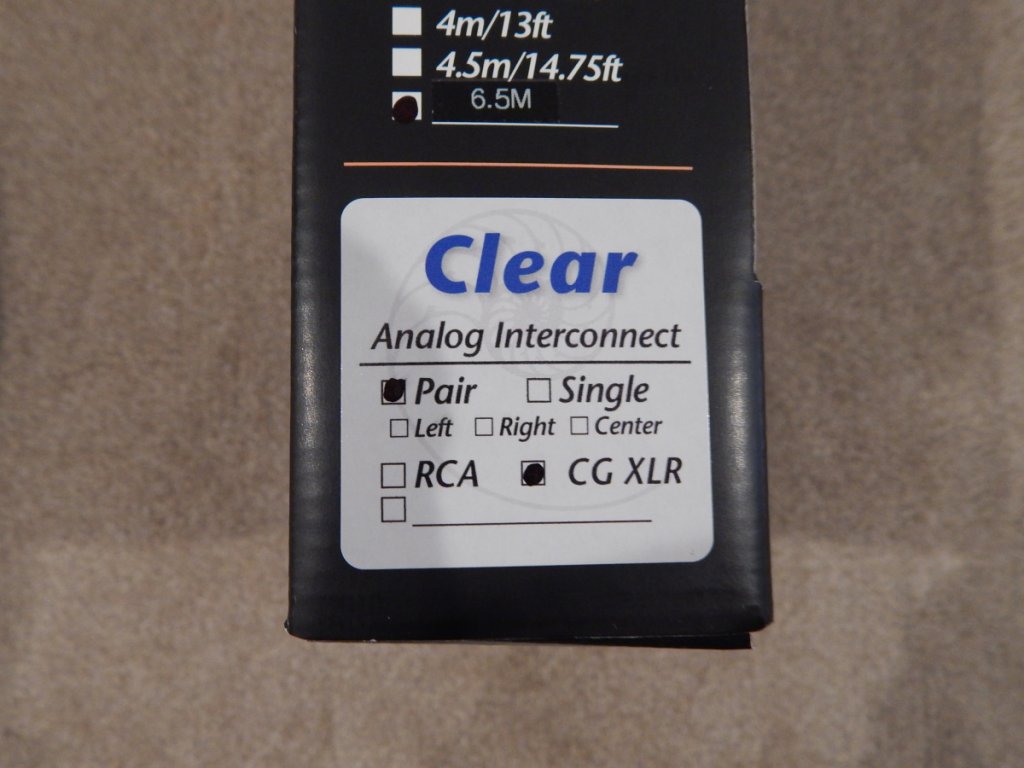 4m/13ft
4.5m/14.75ft
6.5M
Clear
Analog Interconnect
Pair Single
Left Right Center
RCA CG XLR